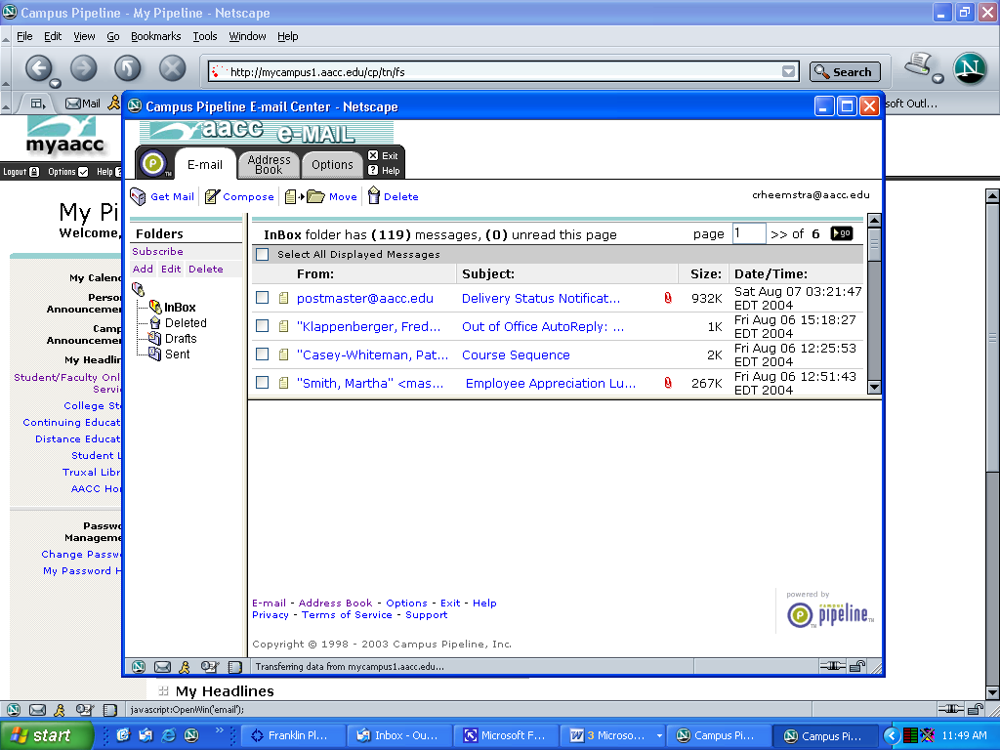 Campus Pipeline - My Pipeline - Netscape
File Edit View Go Bookmarks Tools Window Help
http://mycampus1.aacc.edu/cp/tn/fs
Search
Mail
soft Outl...
Campus Pipeline E-mail Center - Netscape
myaacc
Logout Options Help
My Pi
Welcome,
My Calend
Person
Announcemen
Camp
Announcemen
My Headlin
Student/Faculty Onl
Servic
College Sto
Continuing Educat
Distance Educat
Student L
Truxal Libr
AACC Hom
Passwo
Manageme
Change Passwo
My Password H
aacc e-MAIL
E-mail
Address Book
Options
Exit
Help
Get Mail Compose Move Delete
crheemstra@aacc.edu
Folders
Subscribe
Add Edit Delete
InBox
Deleted
Drafts
Sent
InBox folder has (119) messages, (0) unread this page
page 1 >> of 6 go
Select All Displayed Messages
From: Subject: Size: Date/Time:
postmaster@aacc.edu Delivery Status Notificat... 932K Sat Aug 07 03:21:47
EDT 2004
"Klappenberger, Fred... Out of Office AutoReply: ... 1K Fri Aug 06 15:18:27
EDT 2004
"Casey-Whiteman, Pat... Course Sequence 2K Fri Aug 06 12:25:53
EDT 2004
"Smith, Martha" <mas... Employee Appreciation Lu... 267K Fri Aug 06 12:51:43
EDT 2004
E-mail - Address Book - Options - Exit - Help
Privacy - Terms of Service - Support
powered by
campus
pipeline
TM
Copyright © 1998 - 2003 Campus Pipeline, Inc.
Transferring data from mycampus1.aacc.edu...
My Headlines
javascript:OpenWin('email');
start
Franklin Pl...
Inbox - Ou...
Microsoft F...
3 Microso...
Campus Pi...
Campus Pi...
11:49 AM